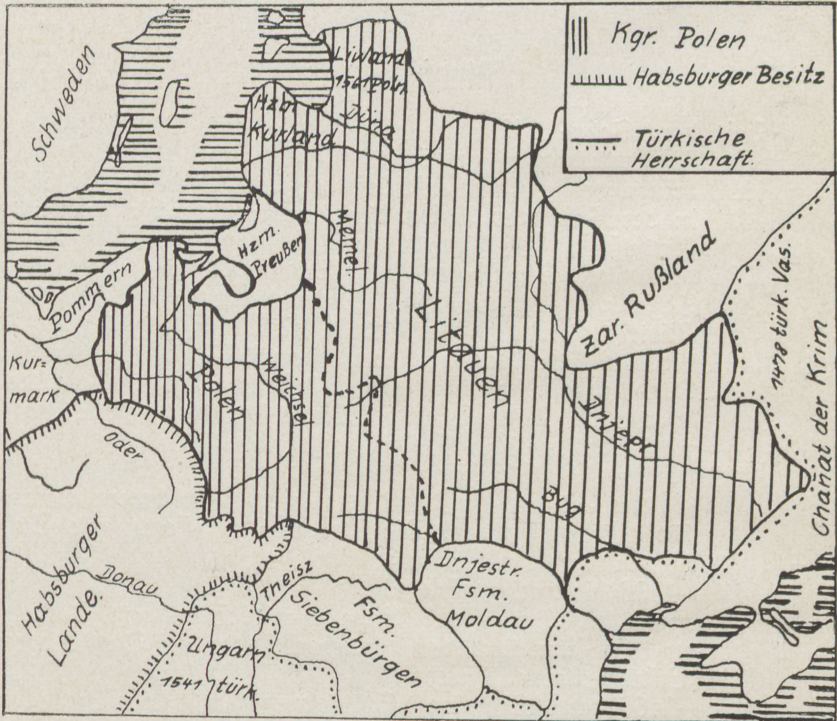 Kgr. Polen
Habsburger Besitz
Türkische
Herrschaft.
Schweden
Livland
1561 poln.
Hzgt.
Kurland
Düna
Hzm.
Preußen
Memel
Pommern
Litauen
Zar. Rußland
1478 türk. Vas.
Chanat der Krim
Kur=
mark
Polen
Weichsel
Oder
Dnjepr
Bug
Habsburger
Lande.
Donau
Theisz
Fsm.
Siebenbürgen
Dnjestr.
Fsm.
Moldau
Ungarn
1541 türk.